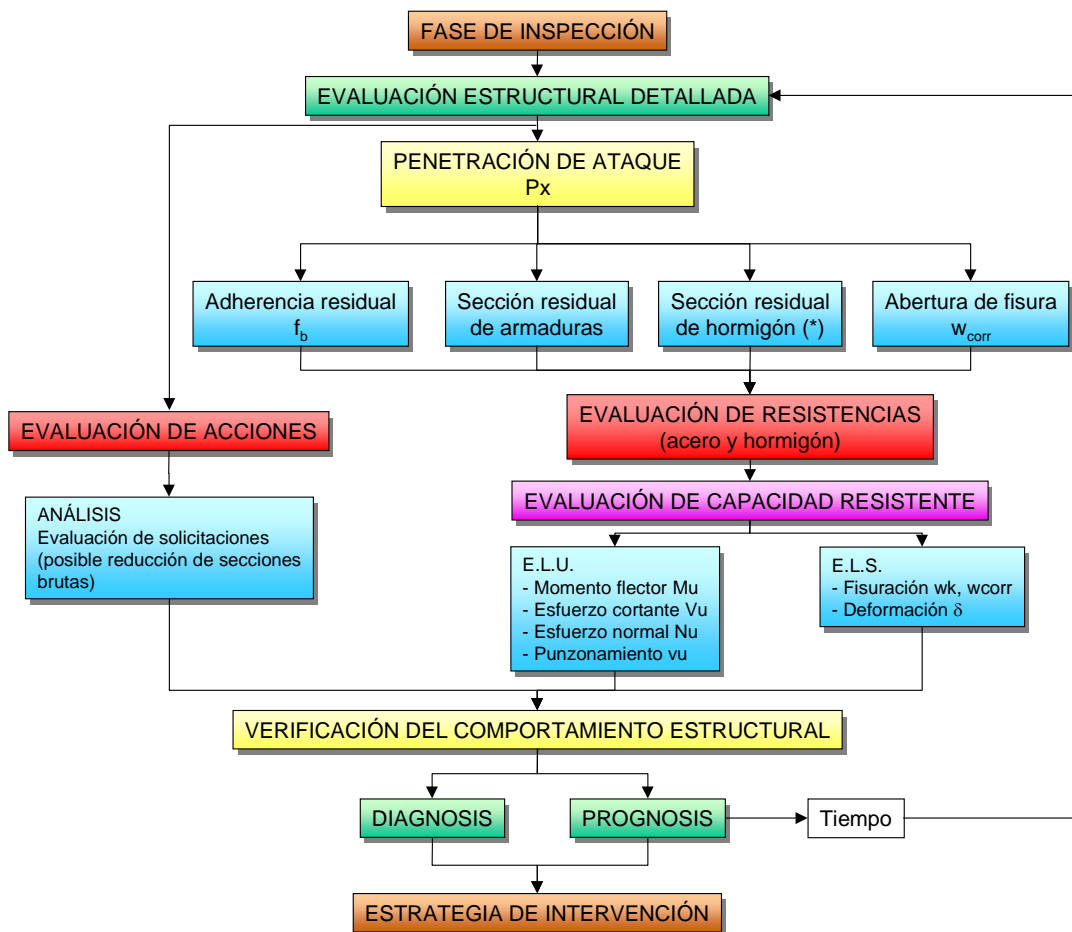 FASE DE INSPECCIÓN
EVALUACIÓN ESTRUCTURAL DETALLADA
PENETRACIÓN DE ATAQUE
Px
Adherencia residual
f_b
Sección residual
de armaduras
Sección residual
de hormigón (*)
Abertura de fisura
w_corr
EVALUACIÓN DE ACCIONES
EVALUACIÓN DE RESISTENCIAS
(acero y hormigón)
EVALUACIÓN DE CAPACIDAD RESISTENTE
ANÁLISIS
Evaluación de solicitaciones
(posible reducción de secciones
brutas)
E.L.U.
- Momento flector Mu
- Esfuerzo cortante Vu
- Esfuerzo normal Nu
- Punzonamiento vu
E.L.S.
- Fisuración wk, wcorr
- Deformación δ
VERIFICACIÓN DEL COMPORTAMIENTO ESTRUCTURAL
DIAGNOSIS
PROGNOSIS
Tiempo
ESTRATEGIA DE INTERVENCIÓN